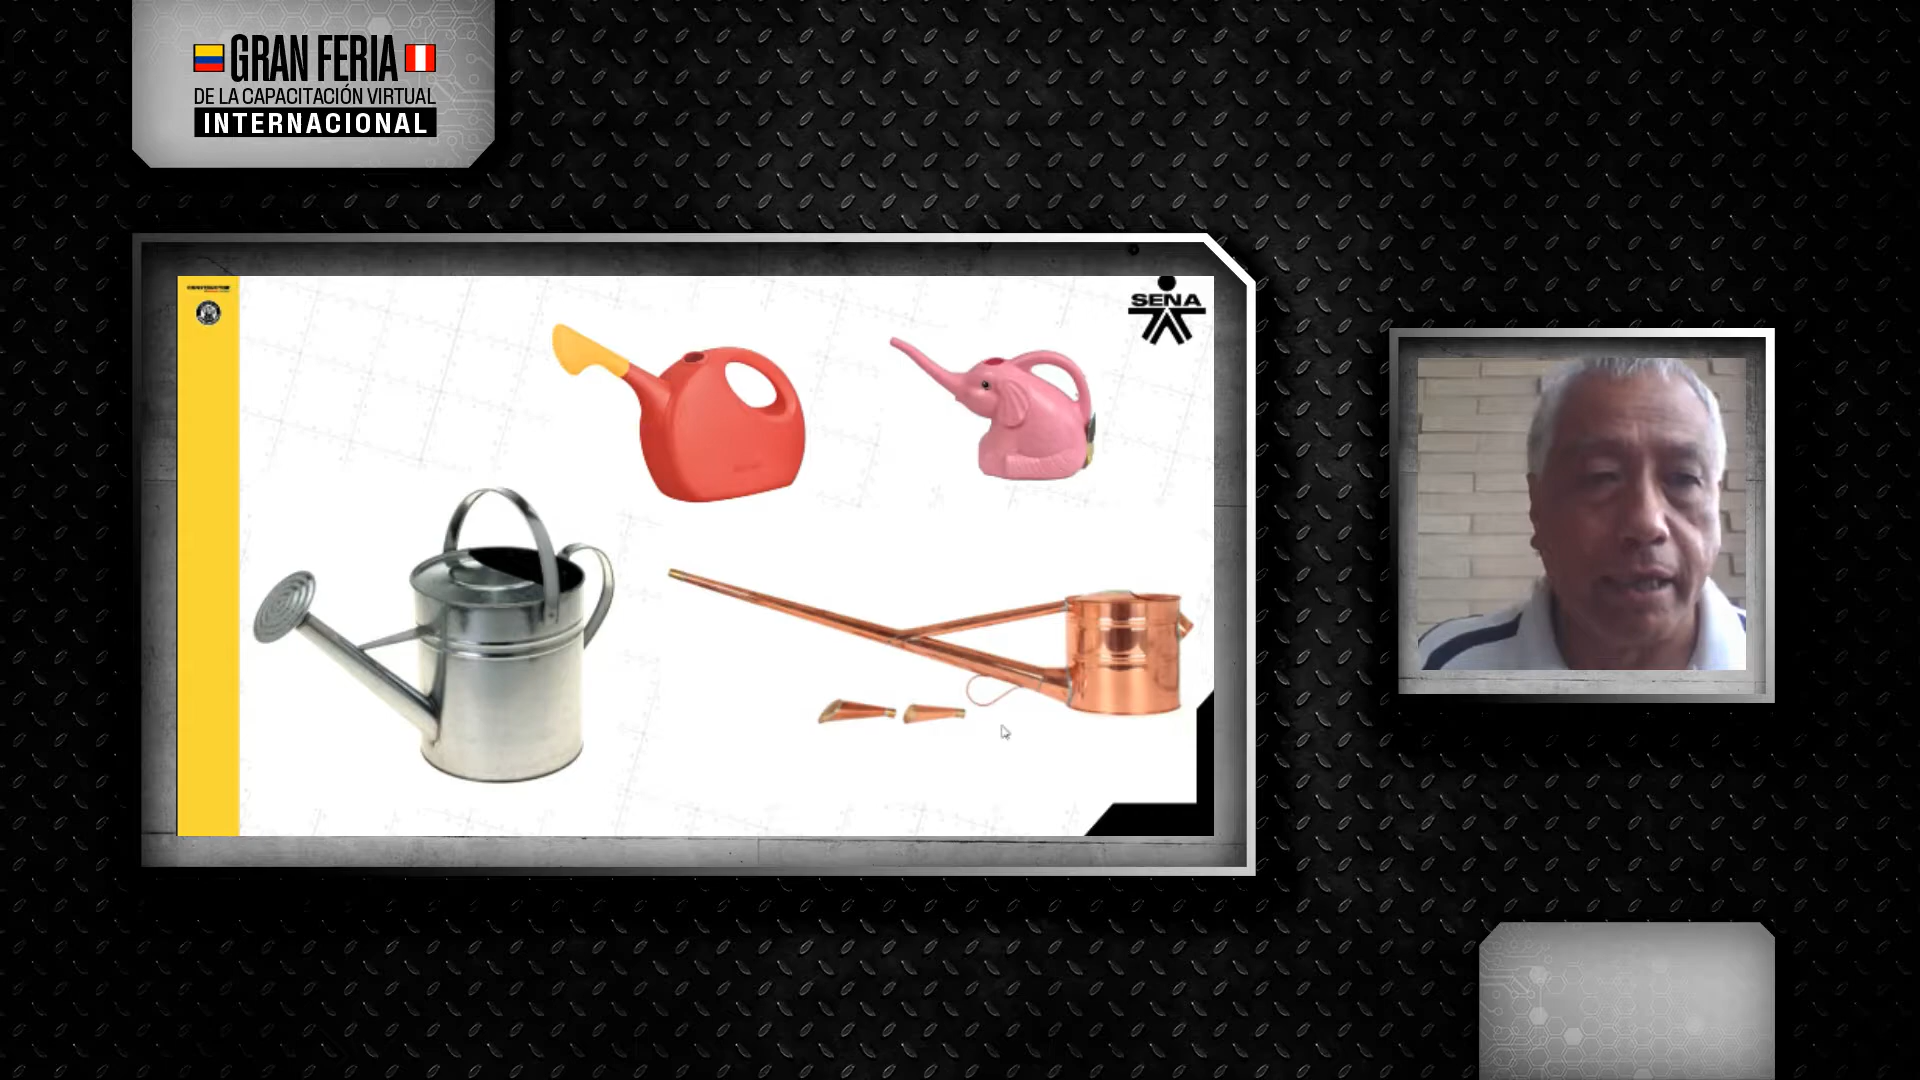 GRAN FERIA
DE LA CAPACITACIÓN VIRTUAL
INTERNACIONAL
SENA